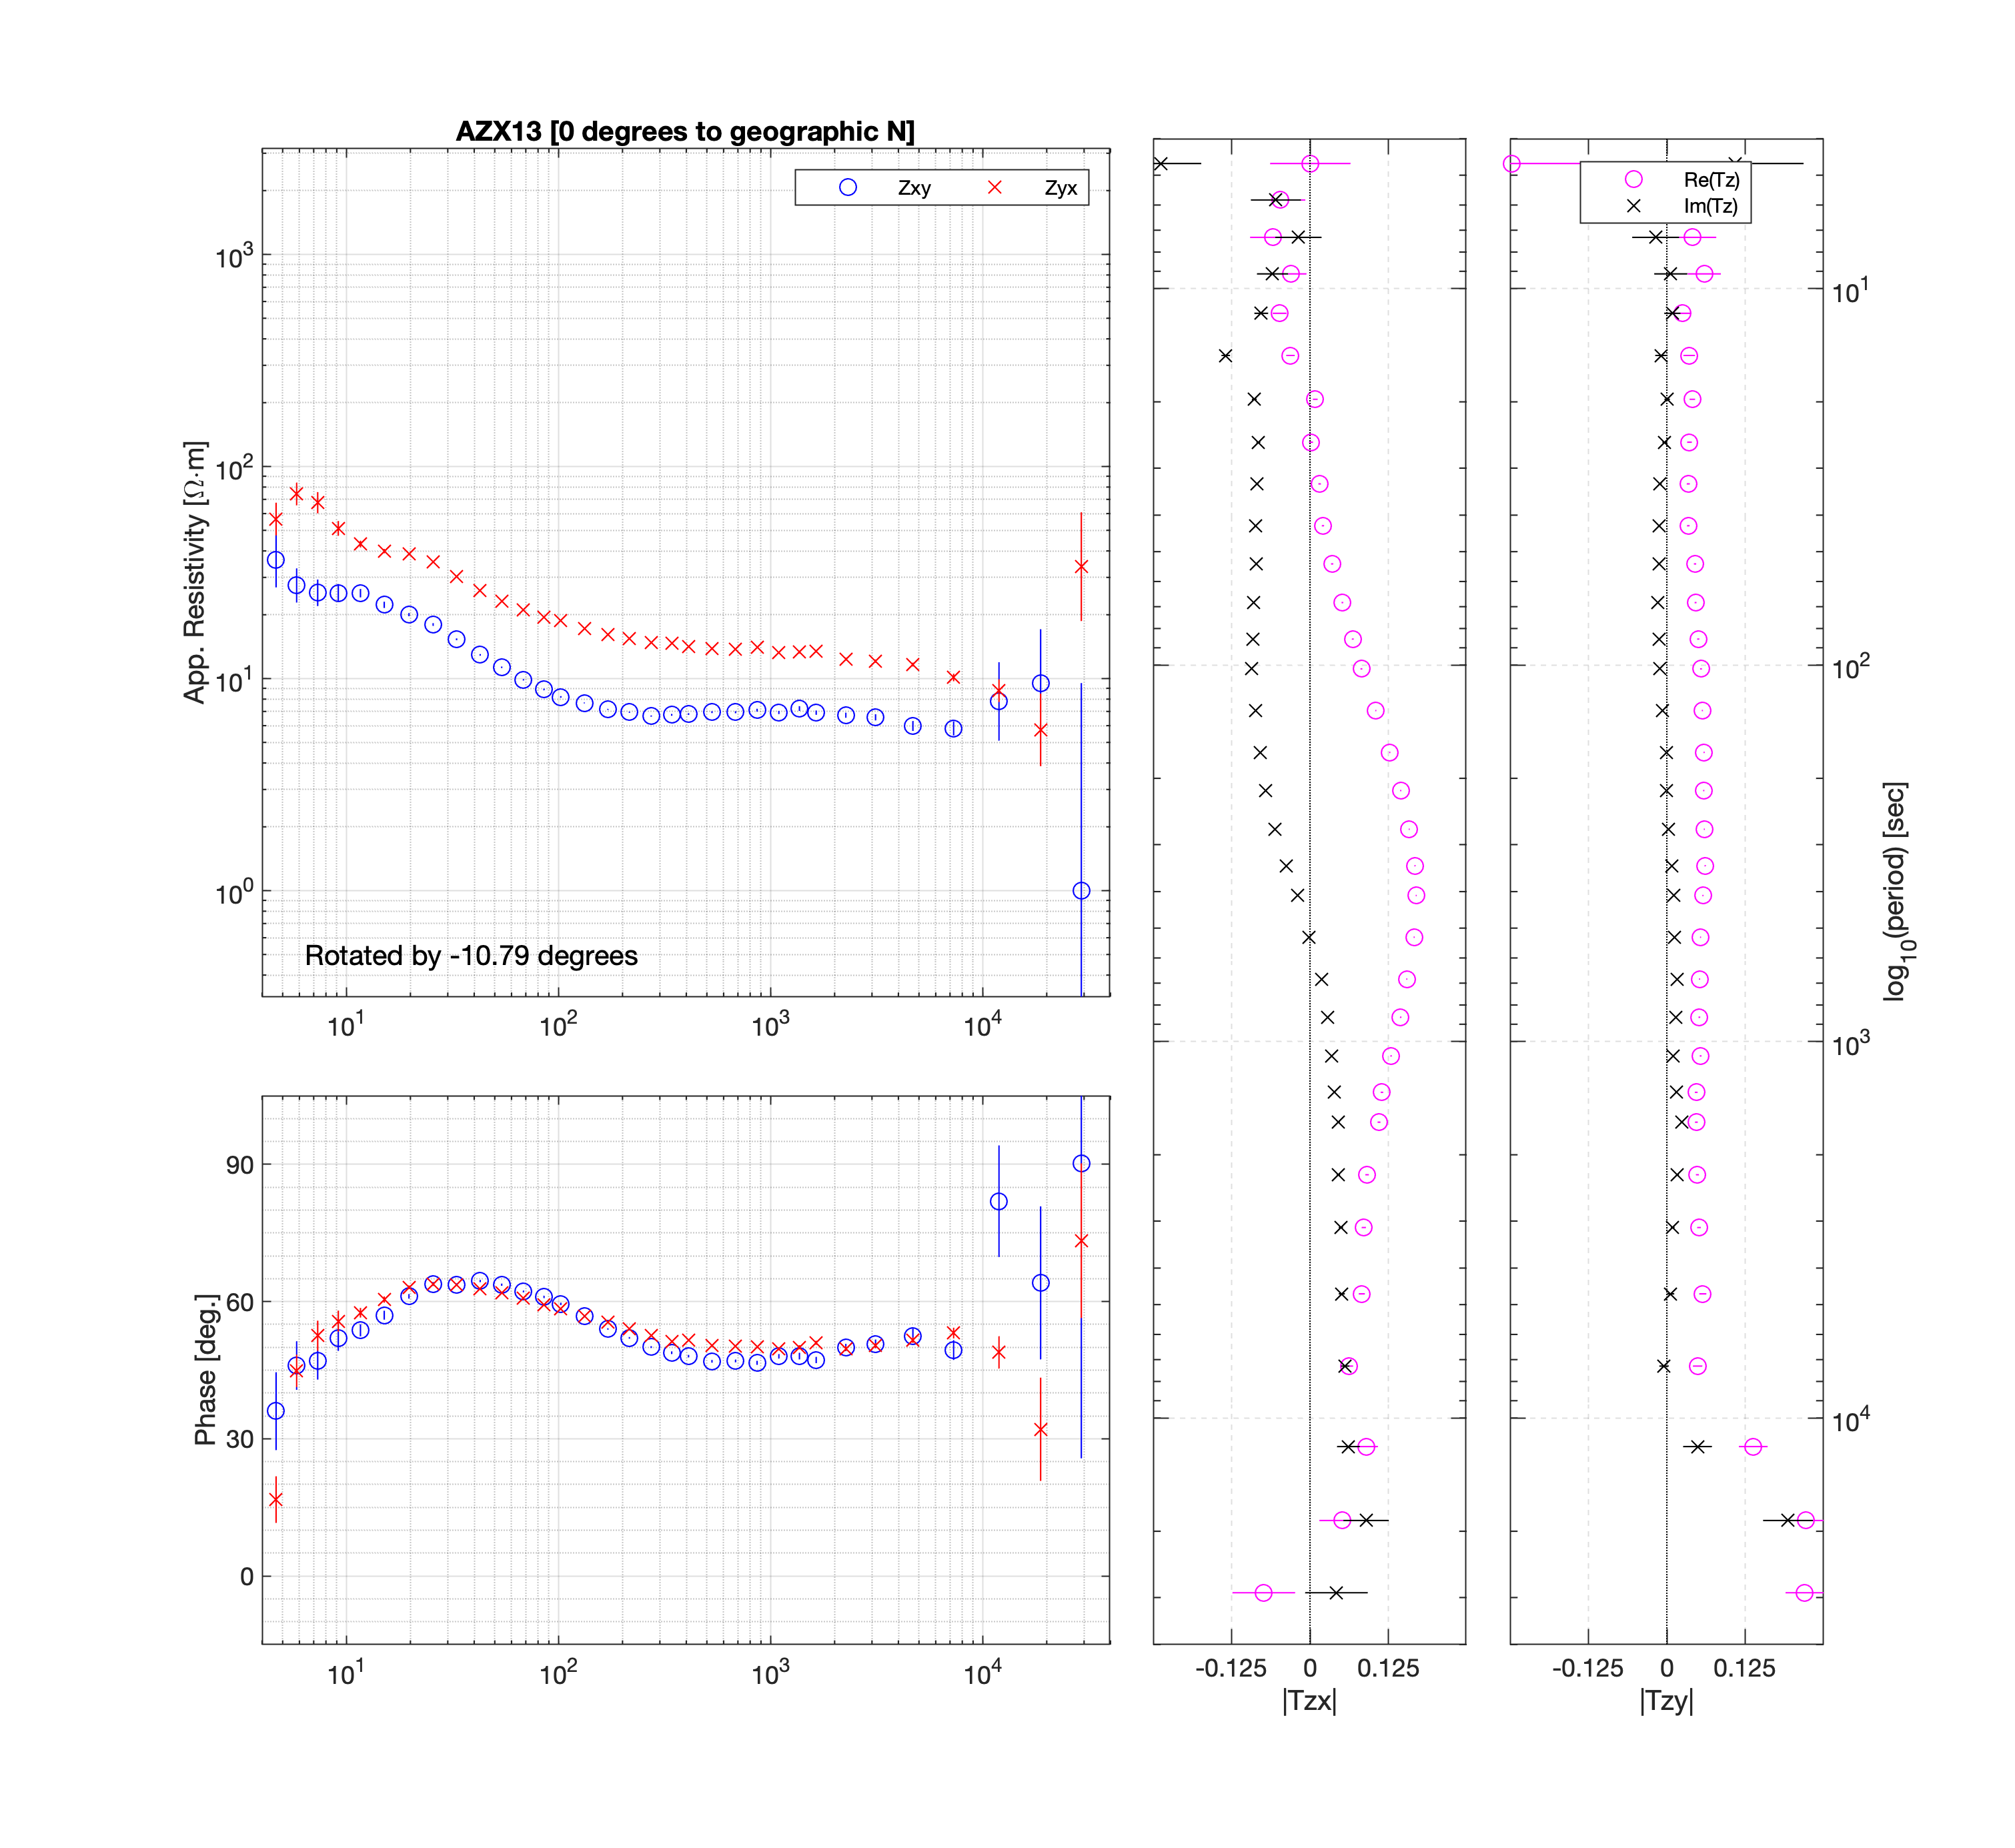 AZX13 [0 degrees to geographic N]
Zxy Zyx
App. Resistivity [Ω·m]
10³
10²
10¹
10⁰
Rotated by -10.79 degrees
10¹ 10² 10³ 10⁴
Phase [deg.]
90
60
30
0
10¹ 10² 10³ 10⁴
-0.125 0 0.125
|Tzx|
Re(Tz)
Im(Tz)
-0.125 0 0.125
|Tzy|
10¹
10²
10³
10⁴
log₁₀(period) [sec]